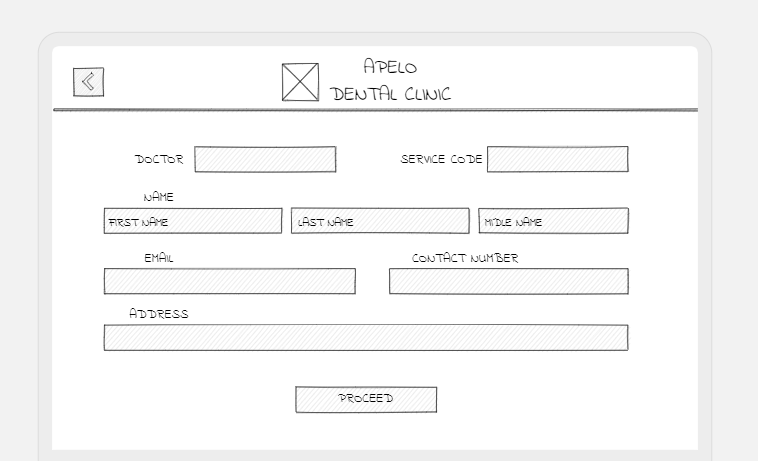 APELO
DENTAL CLINIC
DOCTOR
SERVICE CODE
NAME
FIRST NAME
LAST NAME
MIDLE NAME
EMAIL
CONTACT NUMBER
ADDRESS
PROCEED